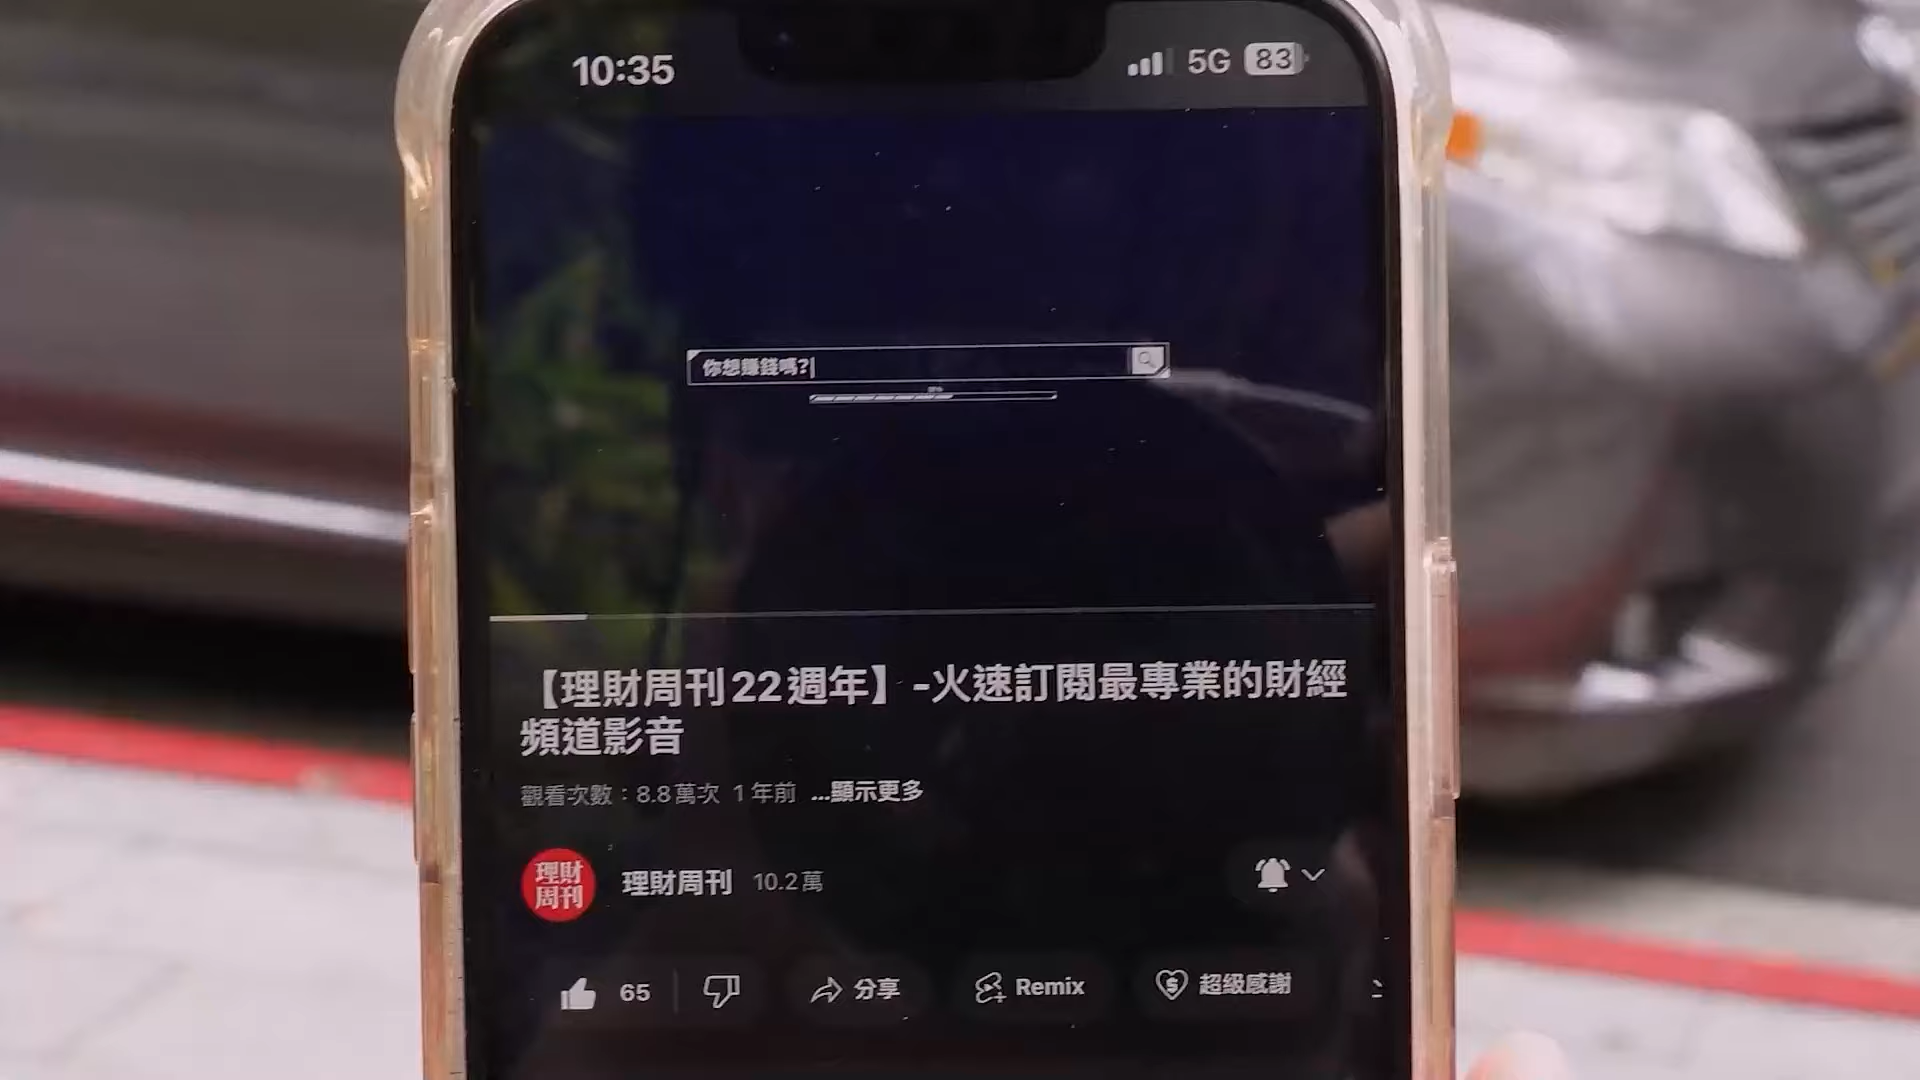 10:35
5G 83
你想賺錢嗎?
【理財周刊22週年】-火速訂閱最專業的財經
頻道影音
觀看次數：8.8萬次 1年前 ...顯示更多
理財
周刊
理財周刊 10.2萬
65 分享 Remix 超級感謝